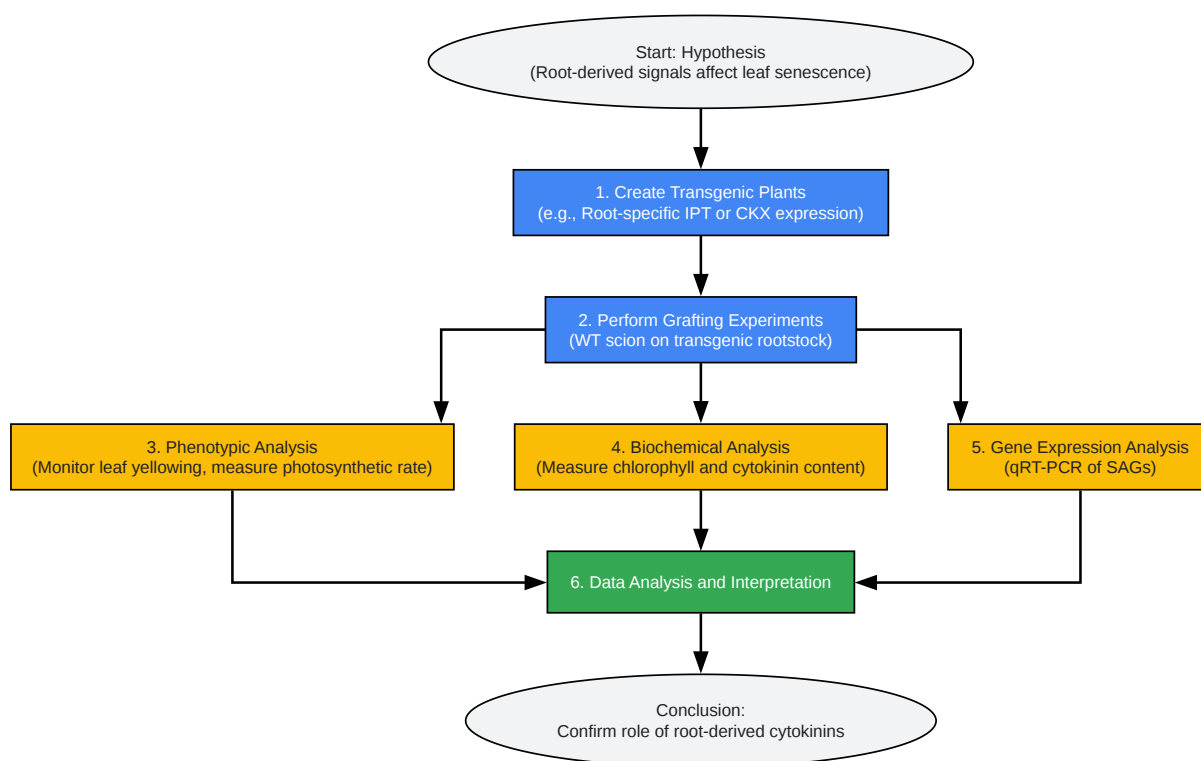 Start: Hypothesis
(Root-derived signals affect leaf senescence)
1. Create Transgenic Plants
(e.g., Root-specific IPT or CKX expression)
2. Perform Grafting Experiments
(WT scion on transgenic rootstock)
3. Phenotypic Analysis
(Monitor leaf yellowing, measure photosynthetic rate)
4. Biochemical Analysis
(Measure chlorophyll and cytokinin content)
5. Gene Expression Analysis
(qRT-PCR of SAGs)
6. Data Analysis and Interpretation
Conclusion:
Confirm role of root-derived cytokinins